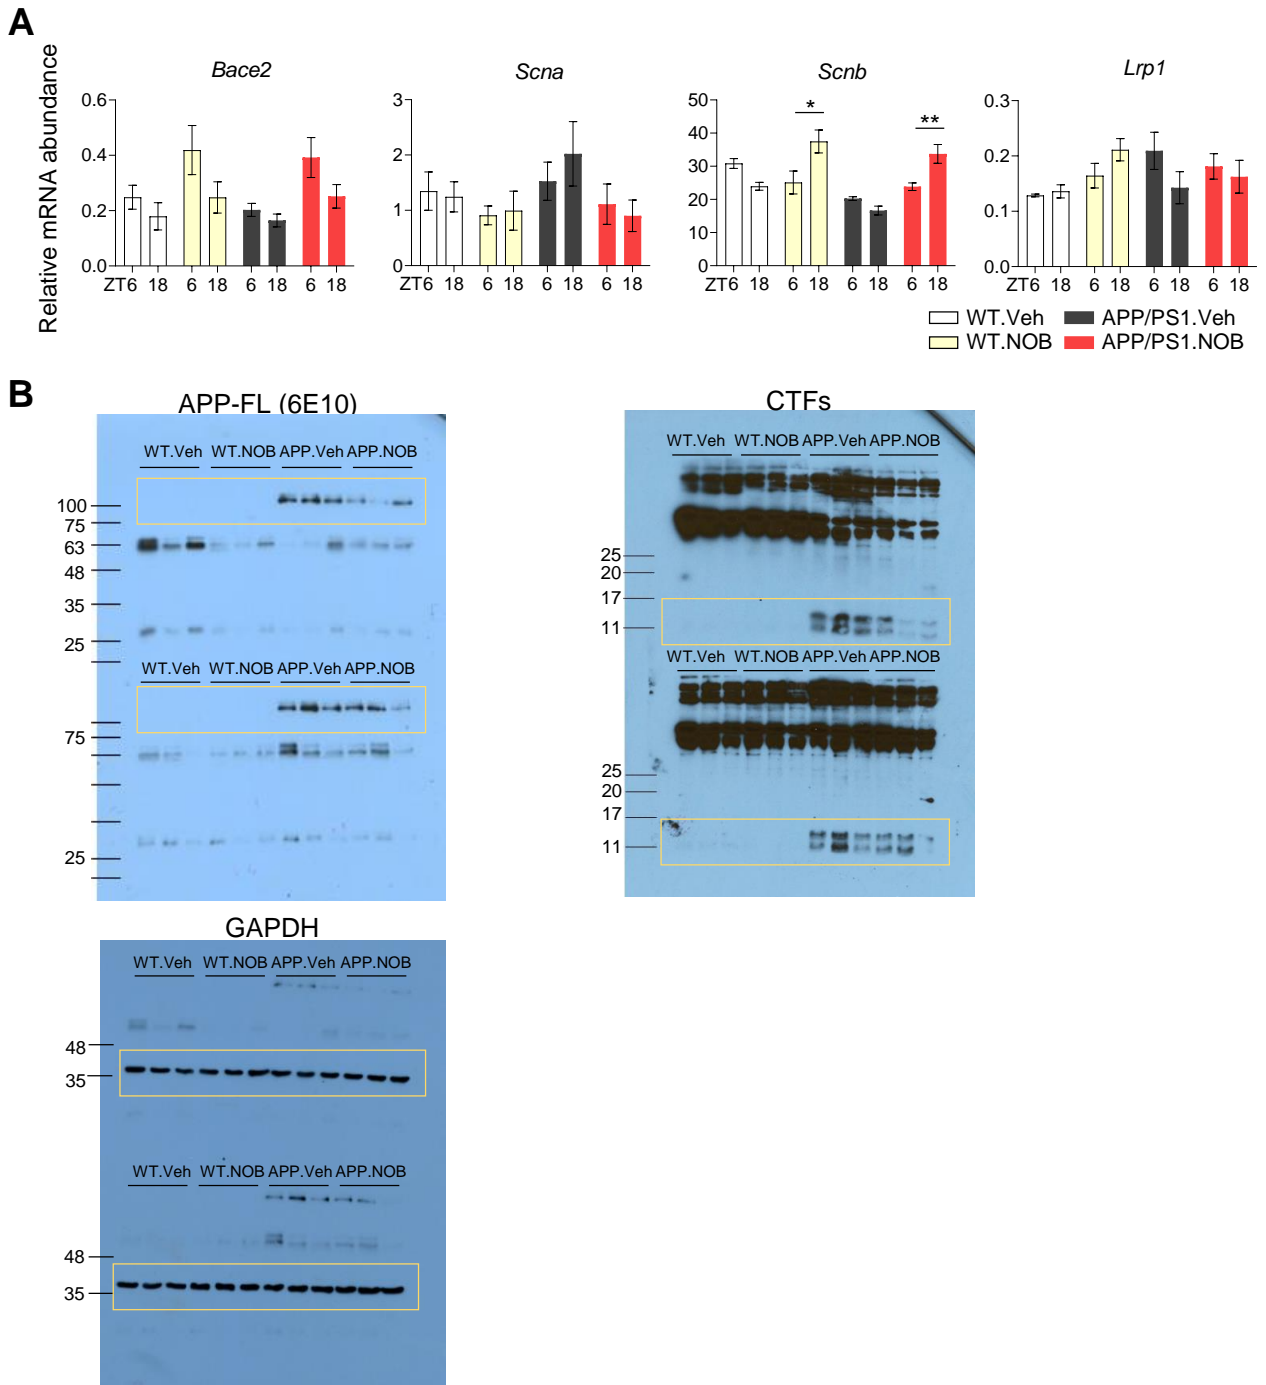 A
Relative mRNA abundance
Bace2
0.6
0.4
0.2
0.0
ZT6 18 6 18 6 18 6 18
Scna
3
2
1
0
ZT6 18 6 18 6 18 6 18
Scnb
50
40
30
20
10
0
* **
ZT6 18 6 18 6 18 6 18
Lrp1
0.3
0.2
0.1
0.0
ZT6 18 6 18 6 18 6 18
WT.Veh APP/PS1.Veh
WT.NOB APP/PS1.NOB
B
APP-FL (6E10)
WT.Veh WT.NOB APP.Veh APP.NOB
100
75
63
48
35
25
WT.Veh WT.NOB APP.Veh APP.NOB
75
25
CTFs
WT.Veh WT.NOB APP.Veh APP.NOB
25
20
17
11
WT.Veh WT.NOB APP.Veh APP.NOB
25
20
17
11
GAPDH
WT.Veh WT.NOB APP.Veh APP.NOB
48
35
WT.Veh WT.NOB APP.Veh APP.NOB
48
35